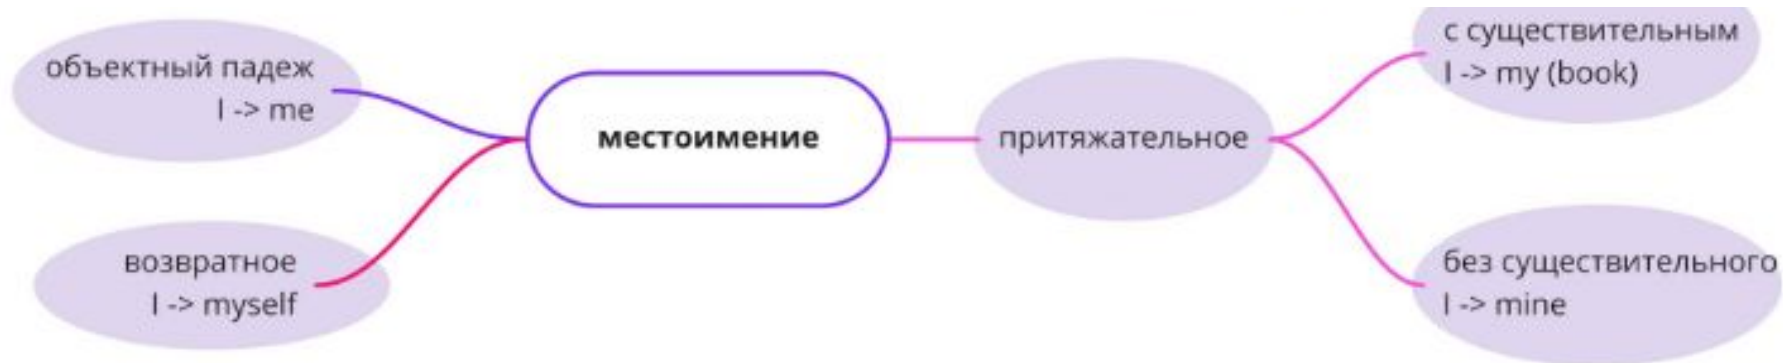 объектный падеж
I -> me
возвратное
I -> myself
местоимение
притяжательное
с существительным
I -> my (book)
без существительного
I -> mine